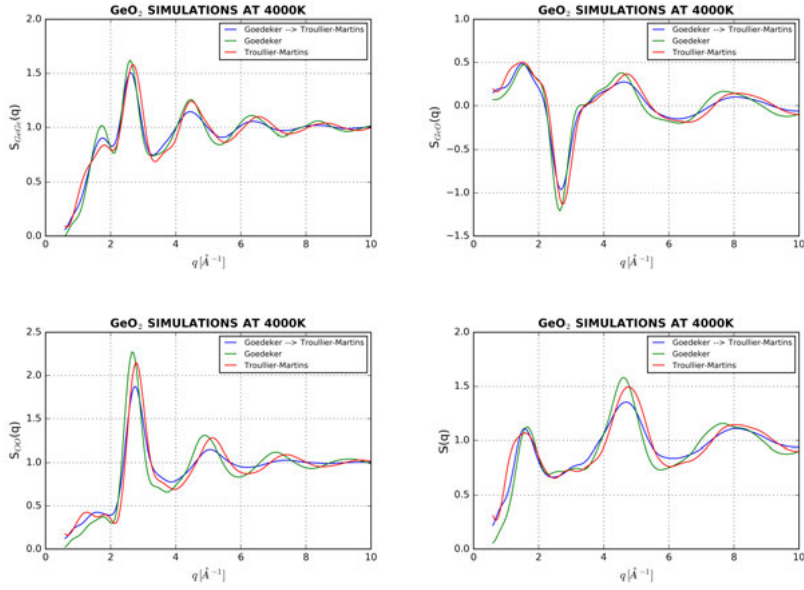 GeO₂ SIMULATIONS AT 4000K
Goedeker --> Troullier-Martins
Goedeker
Troullier-Martins
S_GeGe(q)
2.0
1.5
1.0
0.5
0.0
0 2 4 6 8 10
q[Å⁻¹]
GeO₂ SIMULATIONS AT 4000K
Goedeker --> Troullier-Martins
Goedeker
Troullier-Martins
S_GeO(q)
1.0
0.5
0.0
−0.5
−1.0
−1.5
0 2 4 6 8 10
q[Å⁻¹]
GeO₂ SIMULATIONS AT 4000K
Goedeker --> Troullier-Martins
Goedeker
Troullier-Martins
S_OO(q)
2.5
2.0
1.5
1.0
0.5
0.0
0 2 4 6 8 10
q[Å⁻¹]
GeO₂ SIMULATIONS AT 4000K
Goedeker --> Troullier-Martins
Goedeker
Troullier-Martins
S(q)
2.0
1.5
1.0
0.5
0.0
0 2 4 6 8 10
q[Å⁻¹]